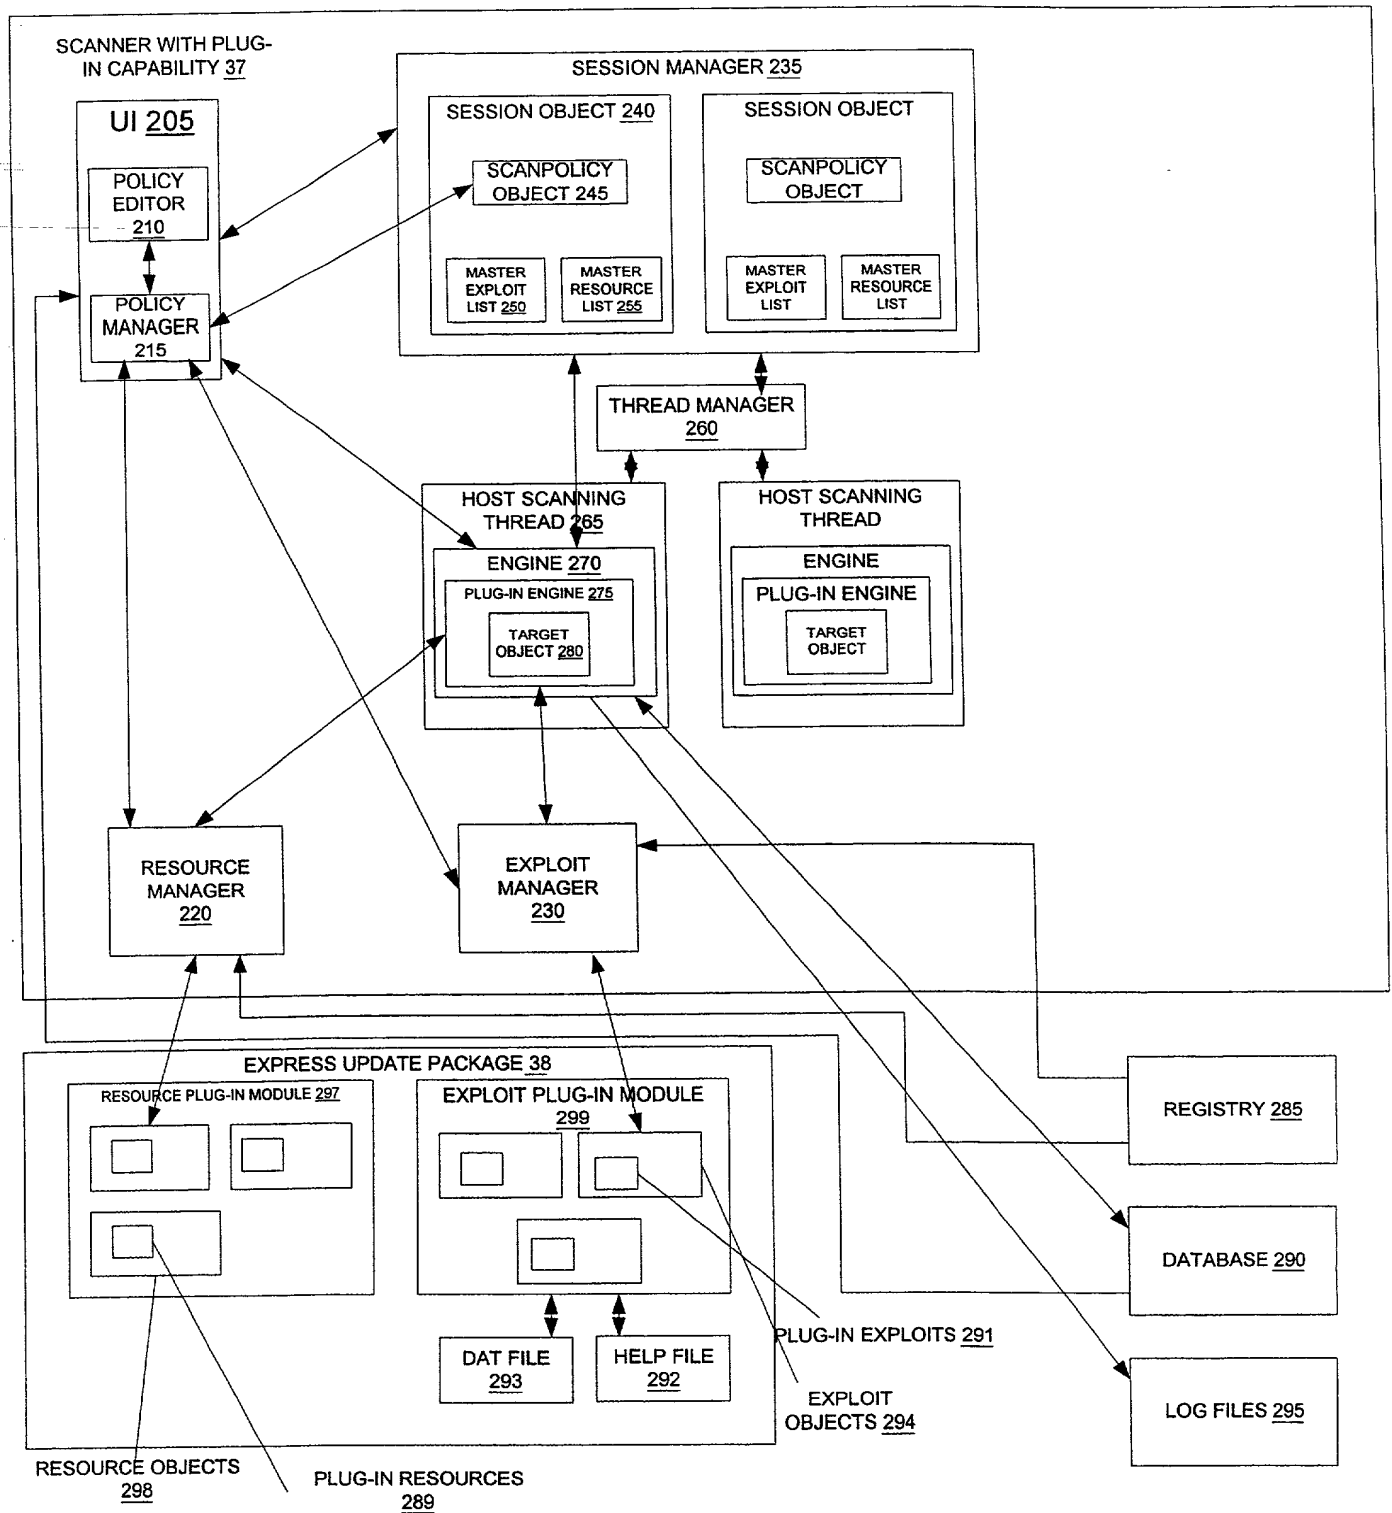 SCANNER WITH PLUG-
IN CAPABILITY 37
UI 205
POLICY
EDITOR
210
POLICY
MANAGER
215
SESSION MANAGER 235
SESSION OBJECT 240
SCANPOLICY
OBJECT 245
MASTER
EXPLOIT
LIST 250
MASTER
RESOURCE
LIST 255
SESSION OBJECT
SCANPOLICY
OBJECT
MASTER
EXPLOIT
LIST
MASTER
RESOURCE
LIST
THREAD MANAGER
260
HOST SCANNING
THREAD 265
ENGINE 270
PLUG-IN ENGINE 275
TARGET
OBJECT 280
HOST SCANNING
THREAD
ENGINE
PLUG-IN ENGINE
TARGET
OBJECT
RESOURCE
MANAGER
220
EXPLOIT
MANAGER
230
EXPRESS UPDATE PACKAGE 38
RESOURCE PLUG-IN MODULE 297
EXPLOIT PLUG-IN MODULE
299
REGISTRY 285
DATABASE 290
LOG FILES 295
DAT FILE
293
HELP FILE
292
PLUG-IN EXPLOITS 291
EXPLOIT
OBJECTS 294
RESOURCE OBJECTS
298
PLUG-IN RESOURCES
289